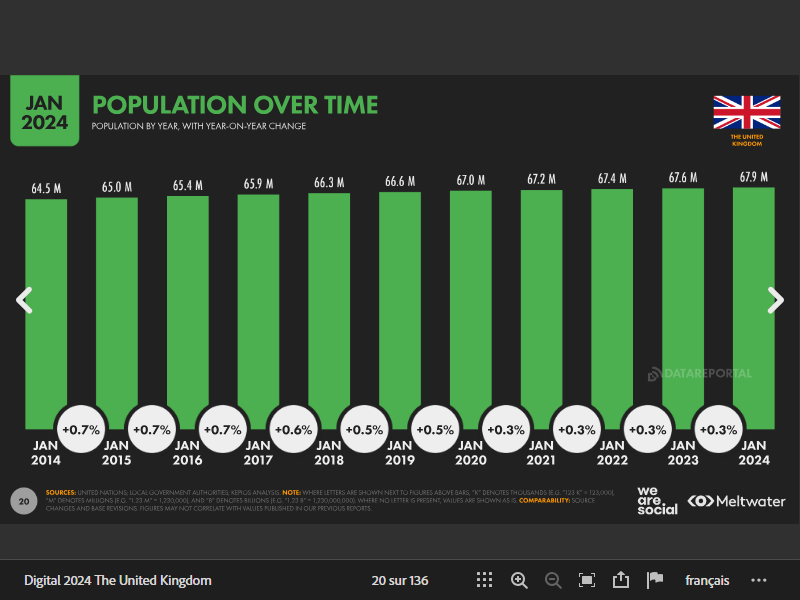 JAN
2024
POPULATION OVER TIME
POPULATION BY YEAR, WITH YEAR-ON-YEAR CHANGE
THE UNITED
KINGDOM
64.5 M 65.0 M 65.4 M 65.9 M 66.3 M 66.6 M 67.0 M 67.2 M 67.4 M 67.6 M 67.9 M
DATAREPORTAL
+0.7% +0.7% +0.7% +0.6% +0.5% +0.5% +0.3% +0.3% +0.3% +0.3%
JAN JAN JAN JAN JAN JAN JAN JAN JAN JAN JAN
2014 2015 2016 2017 2018 2019 2020 2021 2022 2023 2024
20
SOURCES: UNITED NATIONS; LOCAL GOVERNMENT AUTHORITIES; KEPIOS ANALYSIS. NOTE: WHERE LETTERS ARE SHOWN NEXT TO FIGURES ABOVE BARS, "K" DENOTES THOUSANDS (E.G. "123 K" = 123,000),
"M" DENOTES MILLIONS (E.G. "1.23 M" = 1,230,000), AND "B" DENOTES BILLIONS (E.G. "1.23 B" = 1,230,000,000). WHERE NO LETTER IS PRESENT, VALUES ARE SHOWN AS IS. COMPARABILITY: SOURCE
CHANGES AND BASE REVISIONS. FIGURES MAY NOT CORRELATE WITH VALUES PUBLISHED IN OUR PREVIOUS REPORTS.
we
are.
social
Meltwater
Digital 2024 The United Kingdom
20 sur 136
français